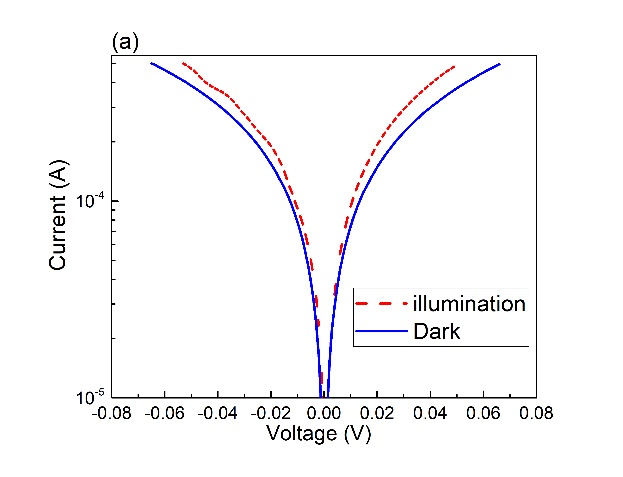 (a)
Current (A)
10⁻⁴
10⁻⁵
illumination
Dark
-0.08 -0.06 -0.04 -0.02 0.00 0.02 0.04 0.06 0.08
Voltage (V)